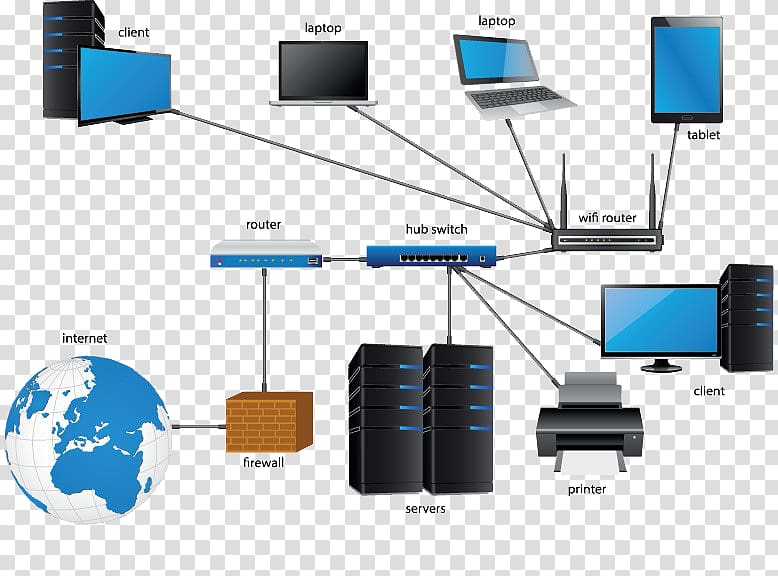 client
laptop
laptop
tablet
wifi router
router
hub switch
internet
client
firewall
printer
servers